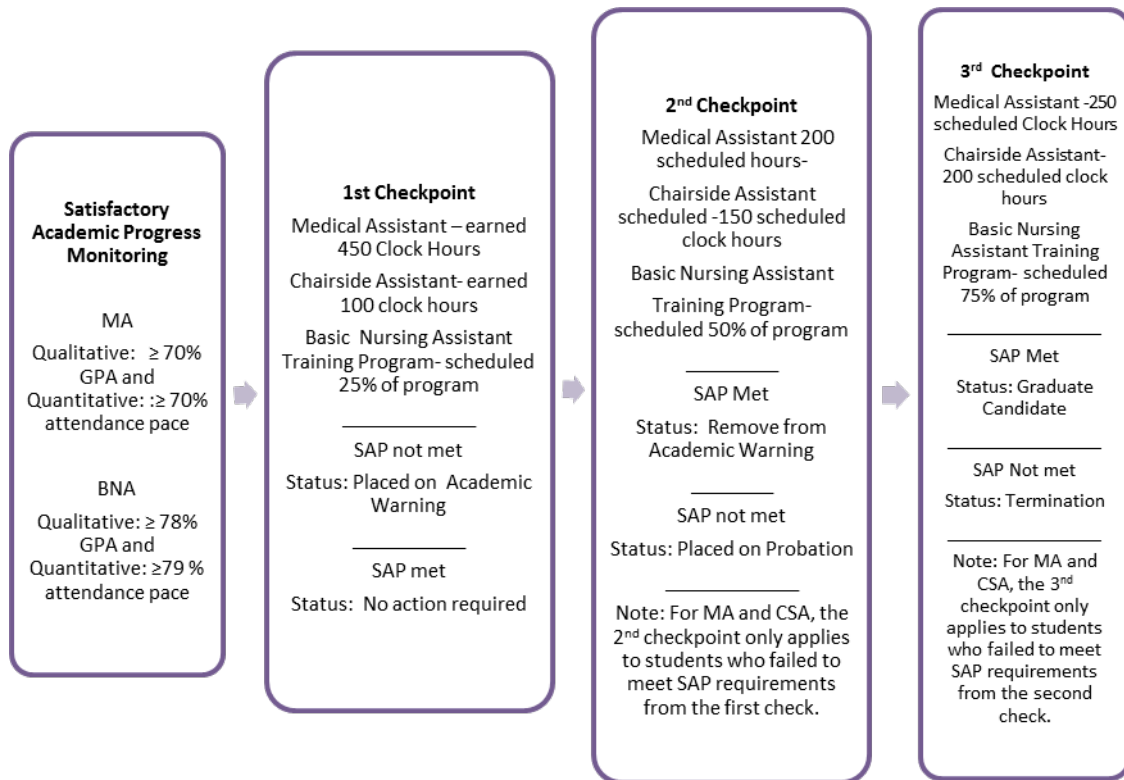 Satisfactory
Academic Progress
Monitoring
MA
Qualitative: ≥ 70%
GPA and
Quantitative: :≥ 70%
attendance pace
BNA
Qualitative: ≥ 78%
GPA and
Quantitative: ≥79 %
attendance pace
1st Checkpoint
Medical Assistant – earned
450 Clock Hours
Chairside Assistant- earned
100 clock hours
Basic Nursing Assistant
Training Program- scheduled
25% of program
SAP not met
Status: Placed on Academic
Warning
SAP met
Status: No action required
2nd Checkpoint
Medical Assistant 200
scheduled hours-
Chairside Assistant
scheduled -150 scheduled
clock hours
Basic Nursing Assistant
Training Program-
scheduled 50% of program
SAP Met
Status: Remove from
Academic Warning
SAP not met
Status: Placed on Probation
Note: For MA and CSA, the
2nd checkpoint only applies
to students who failed to
meet SAP requirements
from the first check.
3rd Checkpoint
Medical Assistant -250
scheduled Clock Hours
Chairside Assistant-
200 scheduled clock
hours
Basic Nursing
Assistant Training
Program- scheduled
75% of program
SAP Met
Status: Graduate
Candidate
SAP Not met
Status: Termination
Note: For MA and
CSA, the 3nd
checkpoint only
applies to students
who failed to meet
SAP requirements
from the second
check.